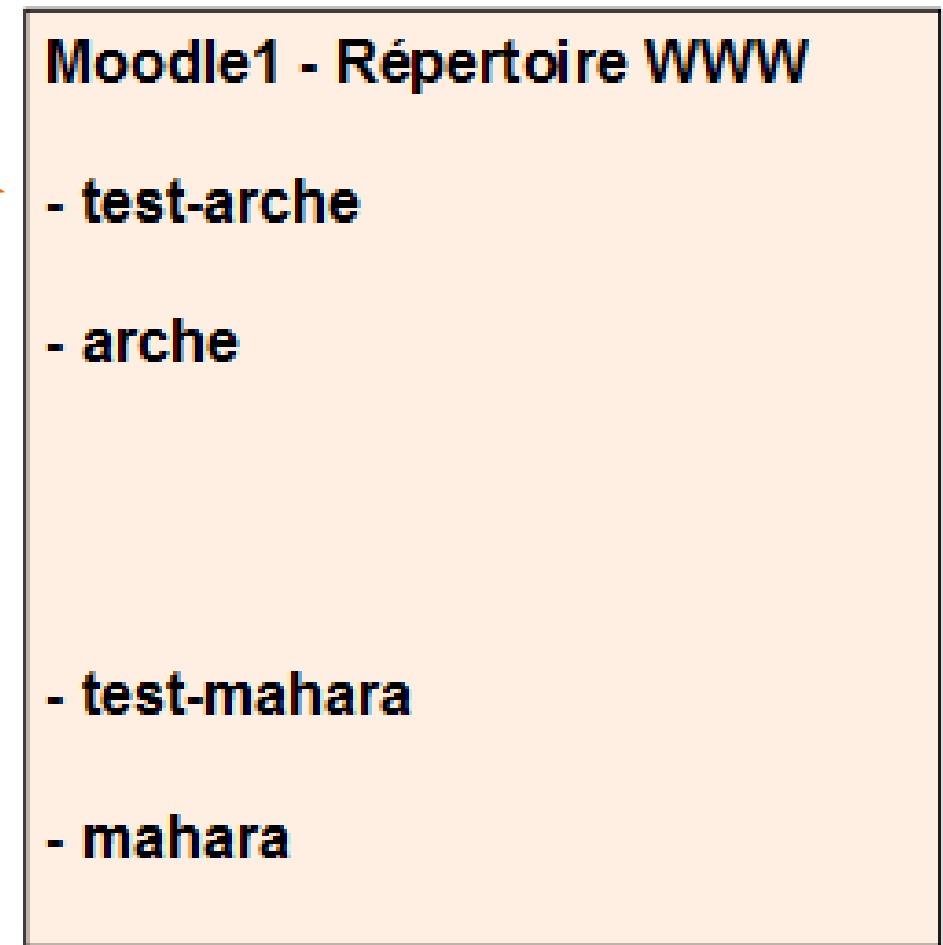 Moodle1 - Répertoire WWW
- test-arche
- arche
- test-mahara
- mahara